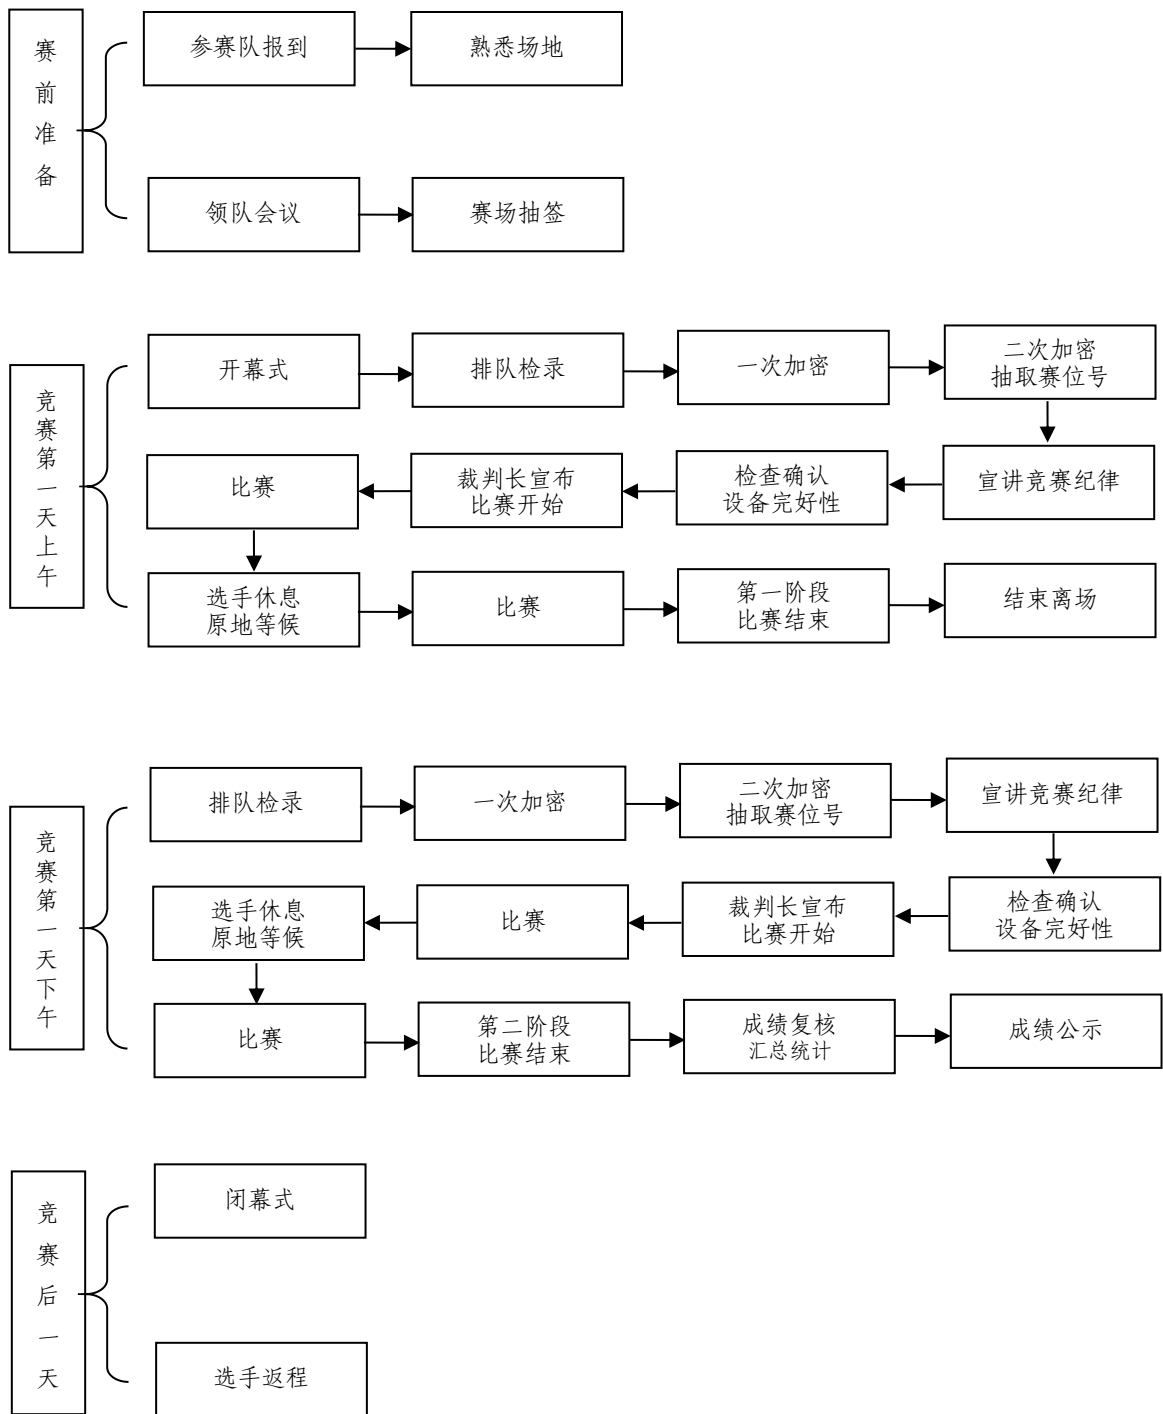 赛前准备
参赛队报到
熟悉场地
领队会议
赛场抽签
竞赛第一天上午
开幕式
排队检录
一次加密
二次加密
抽取赛位号
宣讲竞赛纪律
检查确认
设备完好性
裁判长宣布
比赛开始
比赛
选手休息
原地等候
比赛
第一阶段
比赛结束
结束离场
竞赛第一天下午
排队检录
一次加密
二次加密
抽取赛位号
宣讲竞赛纪律
检查确认
设备完好性
裁判长宣布
比赛开始
比赛
选手休息
原地等候
比赛
第二阶段
比赛结束
成绩复核
汇总统计
成绩公示
竞赛后一天
闭幕式
选手返程